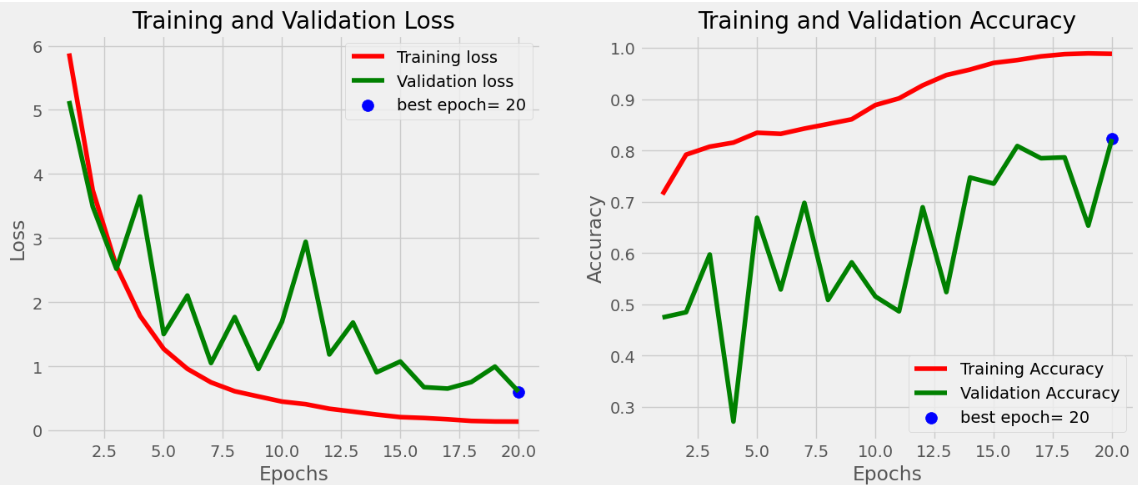 Training and Validation Loss
6
5
4
3
2
1
0
Loss
Training loss
Validation loss
best epoch= 20
2.5 5.0 7.5 10.0 12.5 15.0 17.5 20.0
Epochs
Training and Validation Accuracy
1.0
0.9
0.8
0.7
0.6
0.5
0.4
0.3
Accuracy
Training Accuracy
Validation Accuracy
best epoch= 20
2.5 5.0 7.5 10.0 12.5 15.0 17.5 20.0
Epochs